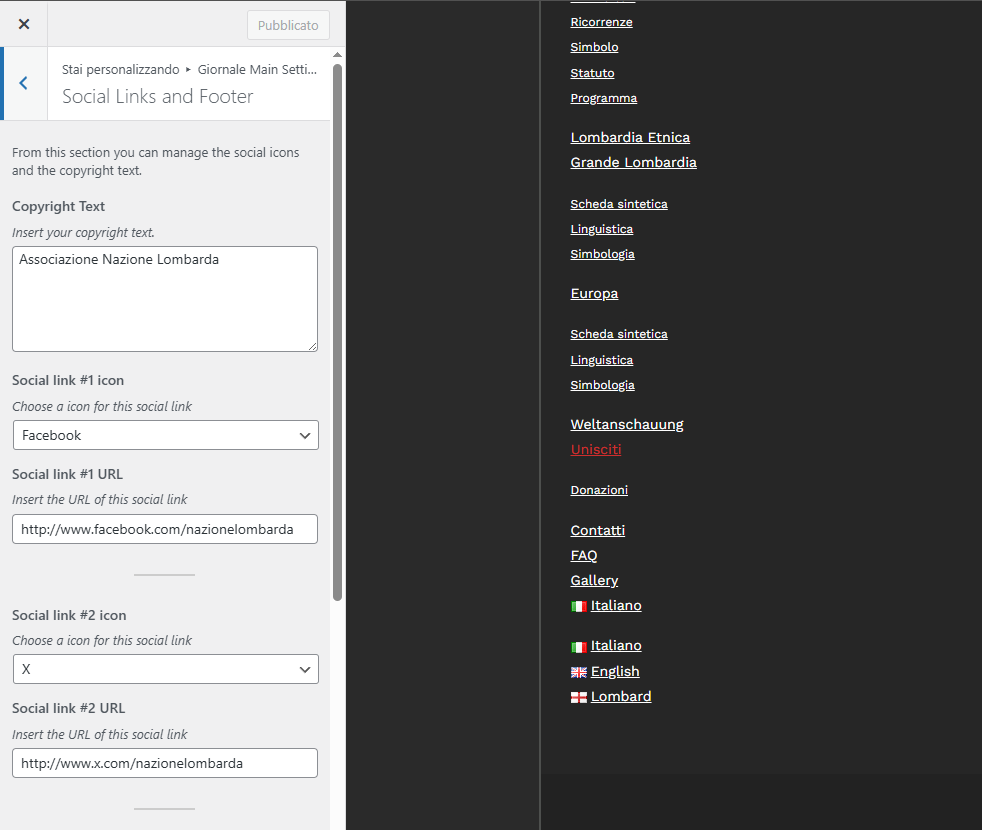 Pubblicato
Stai personalizzando ▸ Giornale Main Setti...
Social Links and Footer
From this section you can manage the social icons
and the copyright text.
Copyright Text
Insert your copyright text.
Associazione Nazione Lombarda
Social link #1 icon
Choose a icon for this social link
Facebook
Social link #1 URL
Insert the URL of this social link
http://www.facebook.com/nazionelombarda
Social link #2 icon
Choose a icon for this social link
X
Social link #2 URL
Insert the URL of this social link
http://www.x.com/nazionelombarda
Ricorrenze
Simbolo
Statuto
Programma
Lombardia Etnica
Grande Lombardia
Scheda sintetica
Linguistica
Simbologia
Europa
Scheda sintetica
Linguistica
Simbologia
Weltanschauung
Unisciti
Donazioni
Contatti
FAQ
Gallery
Italiano
Italiano
English
Lombard